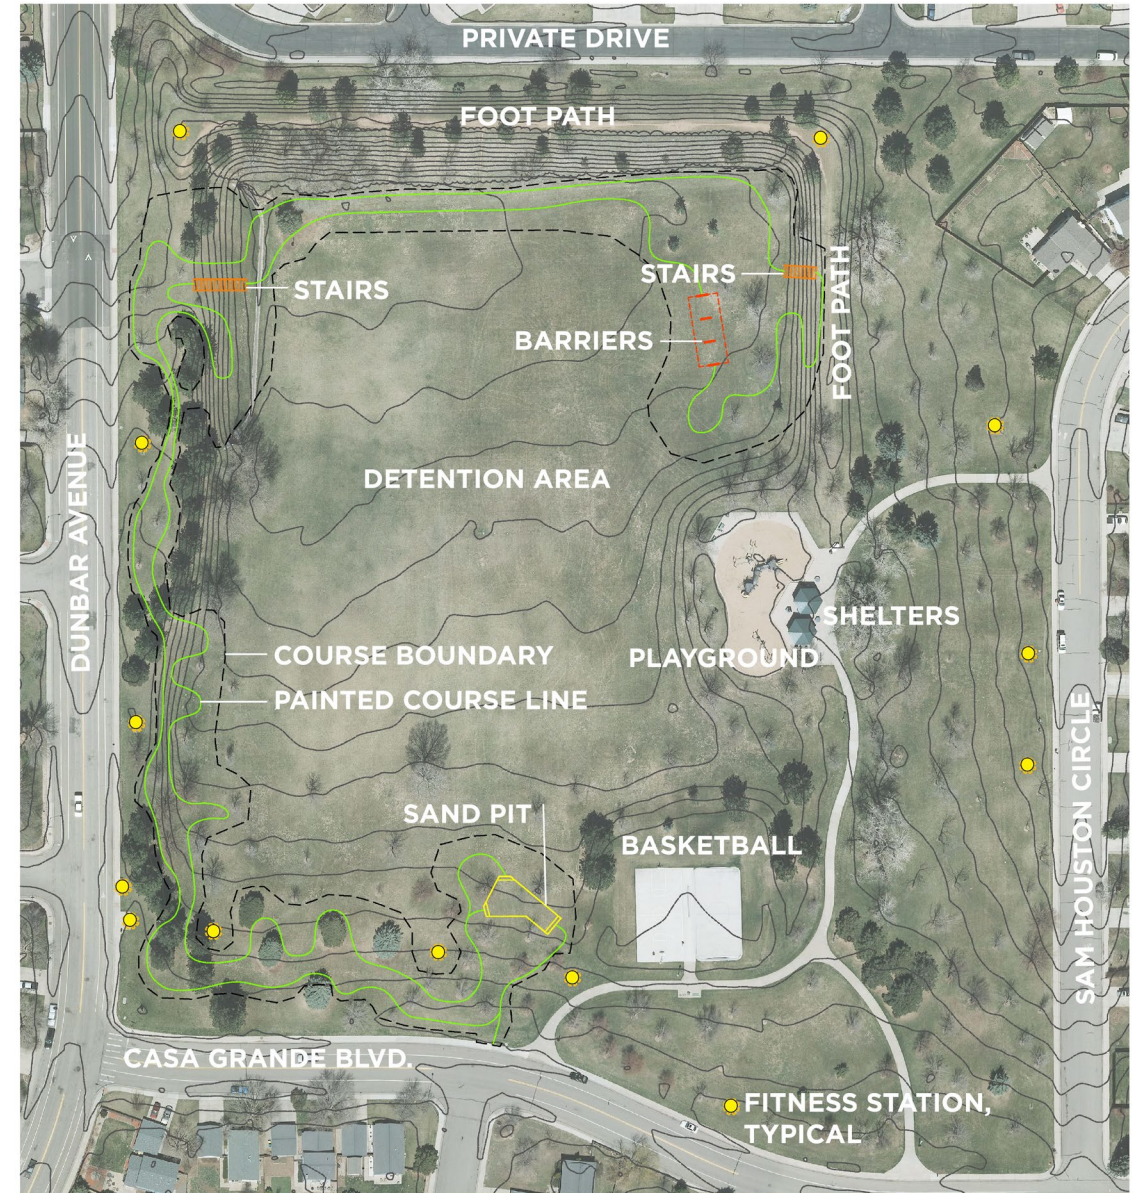 PRIVATE DRIVE
FOOT PATH
STAIRS
STAIRS
FOOT PATH
BARRIERS
DUNBAR AVENUE
DETENTION AREA
SHELTERS
COURSE BOUNDARY
PLAYGROUND
PAINTED COURSE LINE
SAM HOUSTON CIRCLE
SAND PIT
BASKETBALL
CASA GRANDE BLVD.
FITNESS STATION,
TYPICAL